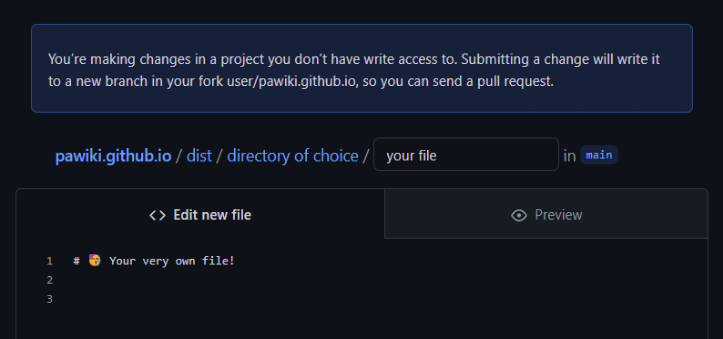 You're making changes in a project you don't have write access to. Submitting a change will write it
to a new branch in your fork user/pawiki.github.io, so you can send a pull request.
pawiki.github.io / dist / directory of choice / your file in main
<> Edit new file Preview
1 # 🥳 Your very own file!
2
3